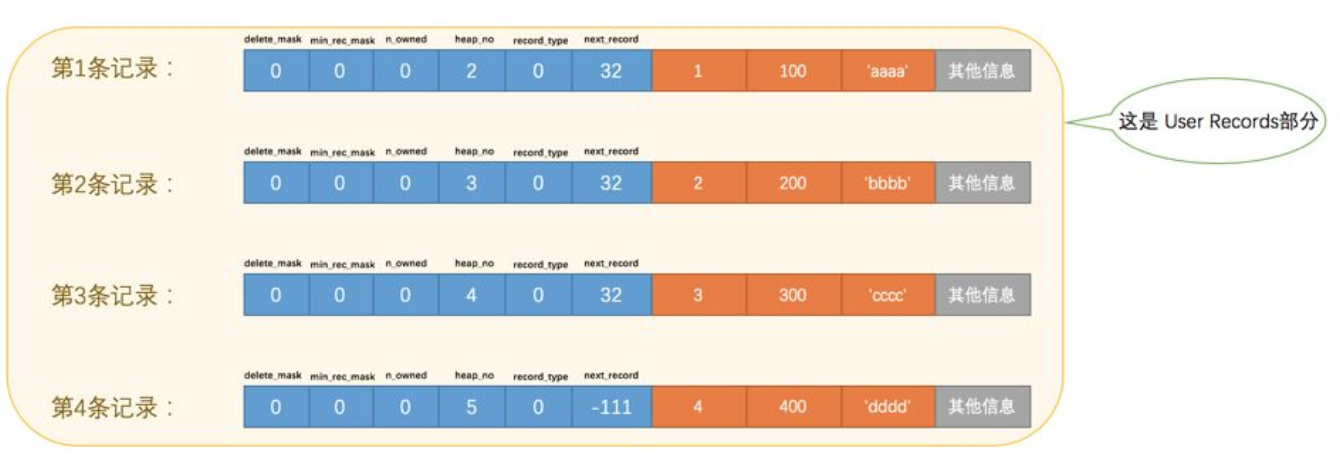 delete_mask min_rec_mask n_owned heap_no record_type next_record
第1条记录： 0 0 0 2 0 32 1 100 'aaaa' 其他信息
这是 User Records部分
delete_mask min_rec_mask n_owned heap_no record_type next_record
第2条记录： 0 0 0 3 0 32 2 200 'bbbb' 其他信息
delete_mask min_rec_mask n_owned heap_no record_type next_record
第3条记录： 0 0 0 4 0 32 3 300 'cccc' 其他信息
delete_mask min_rec_mask n_owned heap_no record_type next_record
第4条记录： 0 0 0 5 0 -111 4 400 'dddd' 其他信息